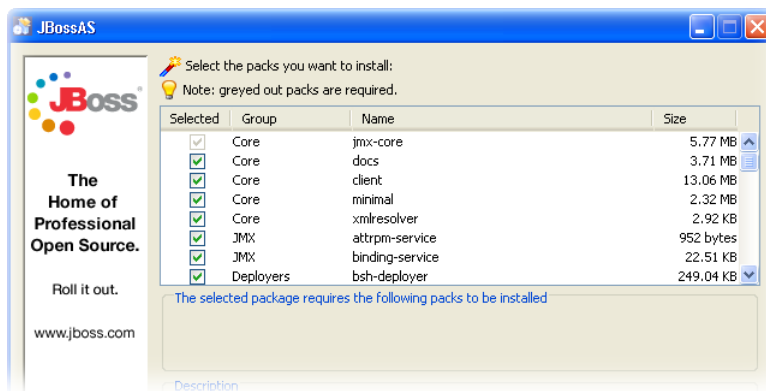 JBossAS
JBoss
The
Home of
Professional
Open Source.
Roll it out.
www.jboss.com
Select the packs you want to install:
Note: greyed out packs are required.
Selected Group Name Size
Core jmx-core 5.77 MB
Core docs 3.71 MB
Core client 13.06 MB
Core minimal 2.32 MB
Core xmlresolver 2.92 KB
JMX attrpm-service 952 bytes
JMX binding-service 22.51 KB
Deployers bsh-deployer 249.04 KB
The selected package requires the following packs to be installed
Description